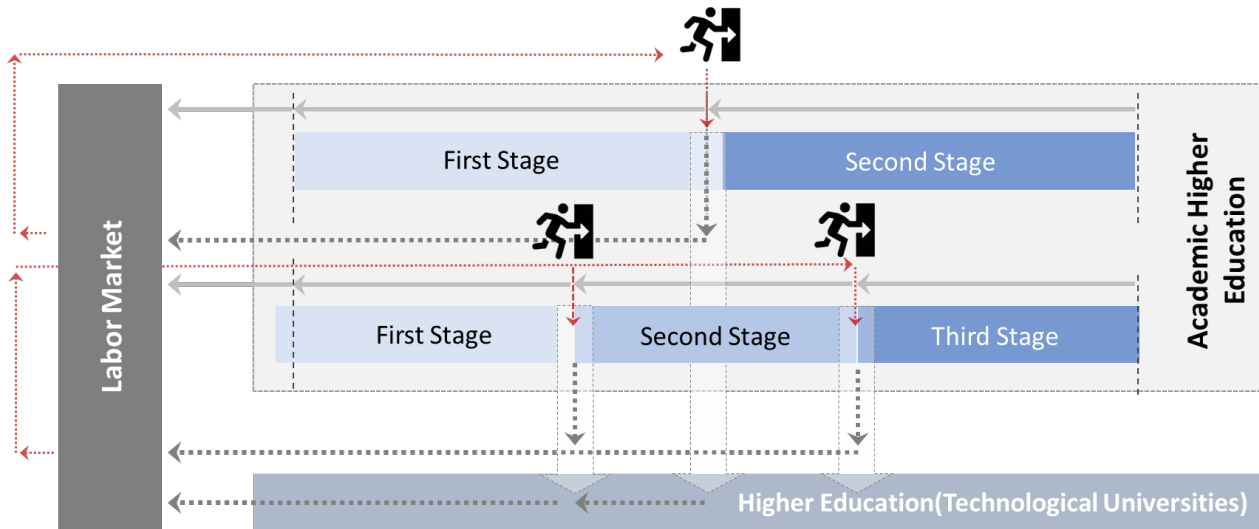 First Stage
Second Stage
Labor Market
Academic Higher
Education
First Stage
Second Stage
Third Stage
Higher Education(Technological Universities)